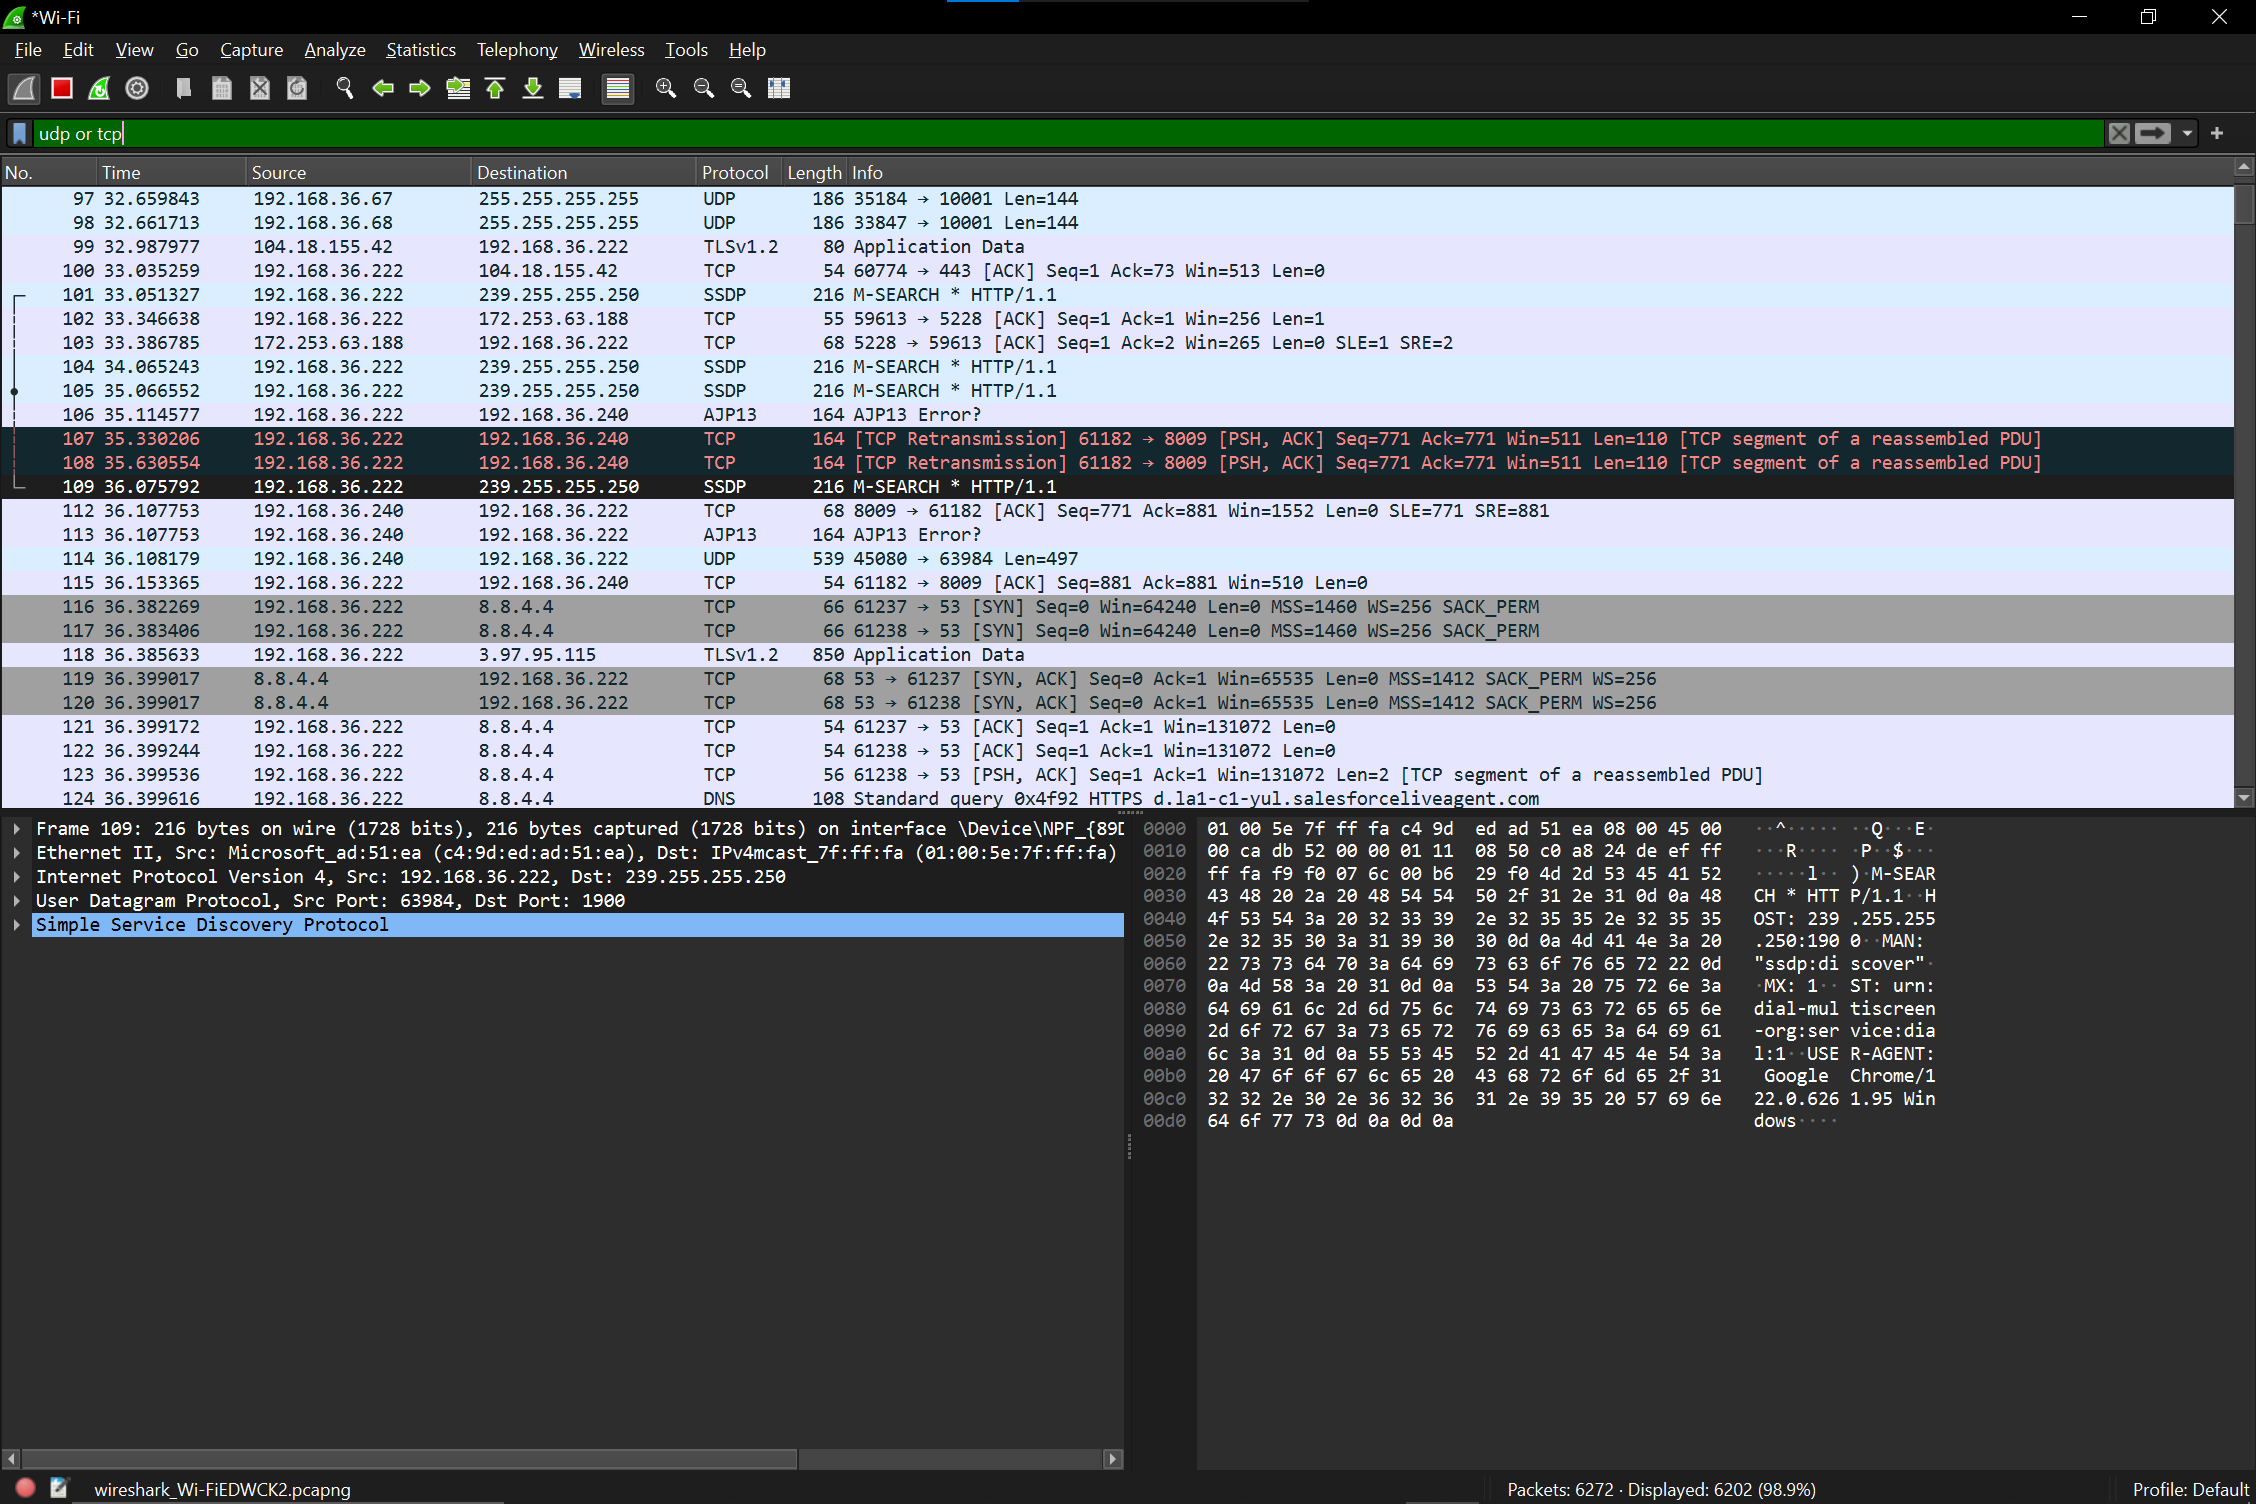 *Wi-Fi
File Edit View Go Capture Analyze Statistics Telephony Wireless Tools Help
udp or tcp
No. Time Source Destination Protocol Length Info
97 32.659843 192.168.36.67 255.255.255.255 UDP 186 35184 → 10001 Len=144
98 32.661713 192.168.36.68 255.255.255.255 UDP 186 33847 → 10001 Len=144
99 32.987977 104.18.155.42 192.168.36.222 TLSv1.2 80 Application Data
100 33.035259 192.168.36.222 104.18.155.42 TCP 54 60774 → 443 [ACK] Seq=1 Ack=73 Win=513 Len=0
101 33.051327 192.168.36.222 239.255.255.250 SSDP 216 M-SEARCH * HTTP/1.1
102 33.346638 192.168.36.222 172.253.63.188 TCP 55 59613 → 5228 [ACK] Seq=1 Ack=1 Win=256 Len=1
103 33.386785 172.253.63.188 192.168.36.222 TCP 68 5228 → 59613 [ACK] Seq=1 Ack=2 Win=265 Len=0 SLE=1 SRE=2
104 34.065243 192.168.36.222 239.255.255.250 SSDP 216 M-SEARCH * HTTP/1.1
105 35.066552 192.168.36.222 239.255.255.250 SSDP 216 M-SEARCH * HTTP/1.1
106 35.114577 192.168.36.222 192.168.36.240 AJP13 164 AJP13 Error?
107 35.330206 192.168.36.222 192.168.36.240 TCP 164 [TCP Retransmission] 61182 → 8009 [PSH, ACK] Seq=771 Ack=771 Win=511 Len=110 [TCP segment of a reassembled PDU]
108 35.630554 192.168.36.222 192.168.36.240 TCP 164 [TCP Retransmission] 61182 → 8009 [PSH, ACK] Seq=771 Ack=771 Win=511 Len=110 [TCP segment of a reassembled PDU]
109 36.075792 192.168.36.222 239.255.255.250 SSDP 216 M-SEARCH * HTTP/1.1
112 36.107753 192.168.36.240 192.168.36.222 TCP 68 8009 → 61182 [ACK] Seq=771 Ack=881 Win=1552 Len=0 SLE=771 SRE=881
113 36.107753 192.168.36.240 192.168.36.222 AJP13 164 AJP13 Error?
114 36.108179 192.168.36.240 192.168.36.222 UDP 539 45080 → 63984 Len=497
115 36.153365 192.168.36.222 192.168.36.240 TCP 54 61182 → 8009 [ACK] Seq=881 Ack=881 Win=510 Len=0
116 36.382269 192.168.36.222 8.8.4.4 TCP 66 61237 → 53 [SYN] Seq=0 Win=64240 Len=0 MSS=1460 WS=256 SACK_PERM
117 36.383406 192.168.36.222 8.8.4.4 TCP 66 61238 → 53 [SYN] Seq=0 Win=64240 Len=0 MSS=1460 WS=256 SACK_PERM
118 36.385633 192.168.36.222 3.97.95.115 TLSv1.2 850 Application Data
119 36.399017 8.8.4.4 192.168.36.222 TCP 68 53 → 61237 [SYN, ACK] Seq=0 Ack=1 Win=65535 Len=0 MSS=1412 SACK_PERM WS=256
120 36.399017 8.8.4.4 192.168.36.222 TCP 68 53 → 61238 [SYN, ACK] Seq=0 Ack=1 Win=65535 Len=0 MSS=1412 SACK_PERM WS=256
121 36.399172 192.168.36.222 8.8.4.4 TCP 54 61237 → 53 [ACK] Seq=1 Ack=1 Win=131072 Len=0
122 36.399244 192.168.36.222 8.8.4.4 TCP 54 61238 → 53 [ACK] Seq=1 Ack=1 Win=131072 Len=0
123 36.399536 192.168.36.222 8.8.4.4 TCP 56 61238 → 53 [PSH, ACK] Seq=1 Ack=1 Win=131072 Len=2 [TCP segment of a reassembled PDU]
124 36.399616 192.168.36.222 8.8.4.4 DNS 108 Standard query 0x4f92 HTTPS d.la1-c1-yul.salesforceliveagent.com
Frame 109: 216 bytes on wire (1728 bits), 216 bytes captured (1728 bits) on interface \Device\NPF_{89D
Ethernet II, Src: Microsoft_ad:51:ea (c4:9d:ed:ad:51:ea), Dst: IPv4mcast_7f:ff:fa (01:00:5e:7f:ff:fa)
Internet Protocol Version 4, Src: 192.168.36.222, Dst: 239.255.255.250
User Datagram Protocol, Src Port: 63984, Dst Port: 1900
Simple Service Discovery Protocol
0000 01 00 5e 7f ff fa c4 9d ed ad 51 ea 08 00 45 00 ··^····· ··Q···E·
0010 00 ca db 52 00 00 01 11 08 50 c0 a8 24 de ef ff ···R···· ·P··$···
0020 ff fa f9 f0 07 6c 00 b6 29 f0 4d 2d 53 45 41 52 ·····l·· )·M-SEAR
0030 43 48 20 2a 20 48 54 54 50 2f 31 2e 31 0d 0a 48 CH * HTT P/1.1··H
0040 4f 53 54 3a 20 32 33 39 2e 32 35 35 2e 32 35 35 OST: 239 .255.255
0050 2e 32 35 30 3a 31 39 30 30 0d 0a 4d 41 4e 3a 20 .250:190 0··MAN:
0060 22 73 73 64 70 3a 64 69 73 63 6f 76 65 72 22 0d "ssdp:di scover"·
0070 0a 4d 58 3a 20 31 0d 0a 53 54 3a 20 75 72 6e 3a ·MX: 1·· ST: urn:
0080 64 69 61 6c 2d 6d 75 6c 74 69 73 63 72 65 65 6e dial-mul tiscreen
0090 2d 6f 72 67 3a 73 65 72 76 69 63 65 3a 64 69 61 -org:ser vice:dia
00a0 6c 3a 31 0d 0a 55 53 45 52 2d 41 47 45 4e 54 3a l:1··USE R-AGENT:
00b0 20 47 6f 6f 67 6c 65 20 43 68 72 6f 6d 65 2f 31 Google Chrome/1
00c0 32 32 2e 30 2e 36 32 36 31 2e 39 35 20 57 69 6e 22.0.626 1.95 Win
00d0 64 6f 77 73 0d 0a 0d 0a dows····
wireshark_Wi-FiEDWCK2.pcapng Packets: 6272 · Displayed: 6202 (98.9%) Profile: Default